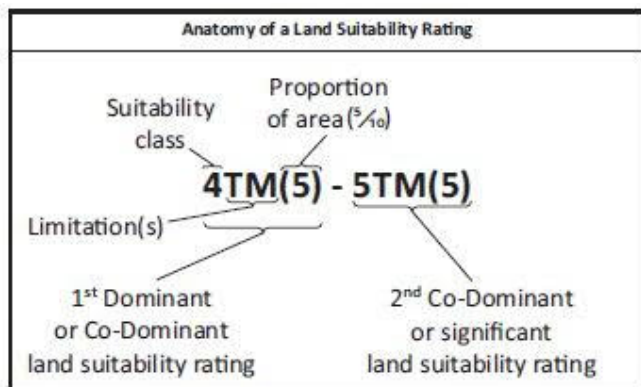 Anatomy of a Land Suitability Rating
Proportion
of area (⁵⁄₁₀)
Suitability
class
4TM(5) - 5TM(5)
Limitation(s)
1ˢᵗ Dominant
or Co-Dominant
land suitability rating
2ⁿᵈ Co-Dominant
or significant
land suitability rating